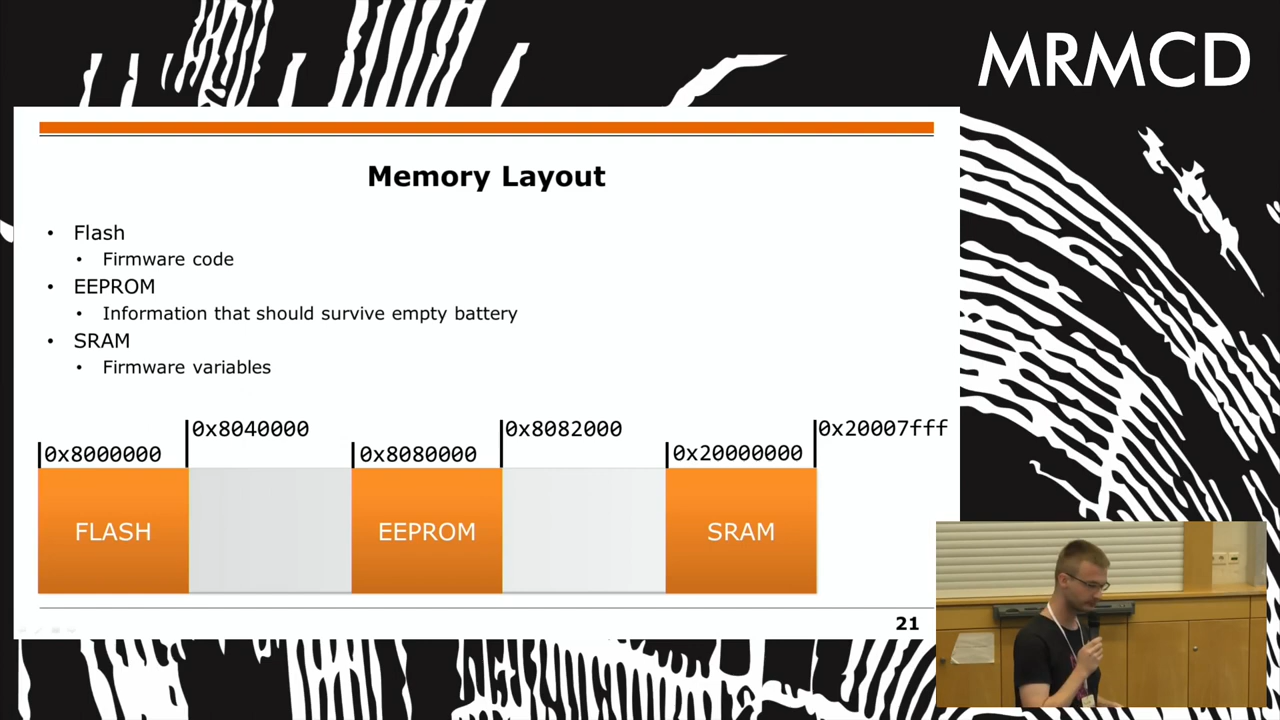 MRMCD
Memory Layout
• Flash
• Firmware code
• EEPROM
• Information that should survive empty battery
• SRAM
• Firmware variables
0x8040000
0x8082000
0x20007fff
0x8000000
0x8080000
0x20000000
FLASH
EEPROM
SRAM
21